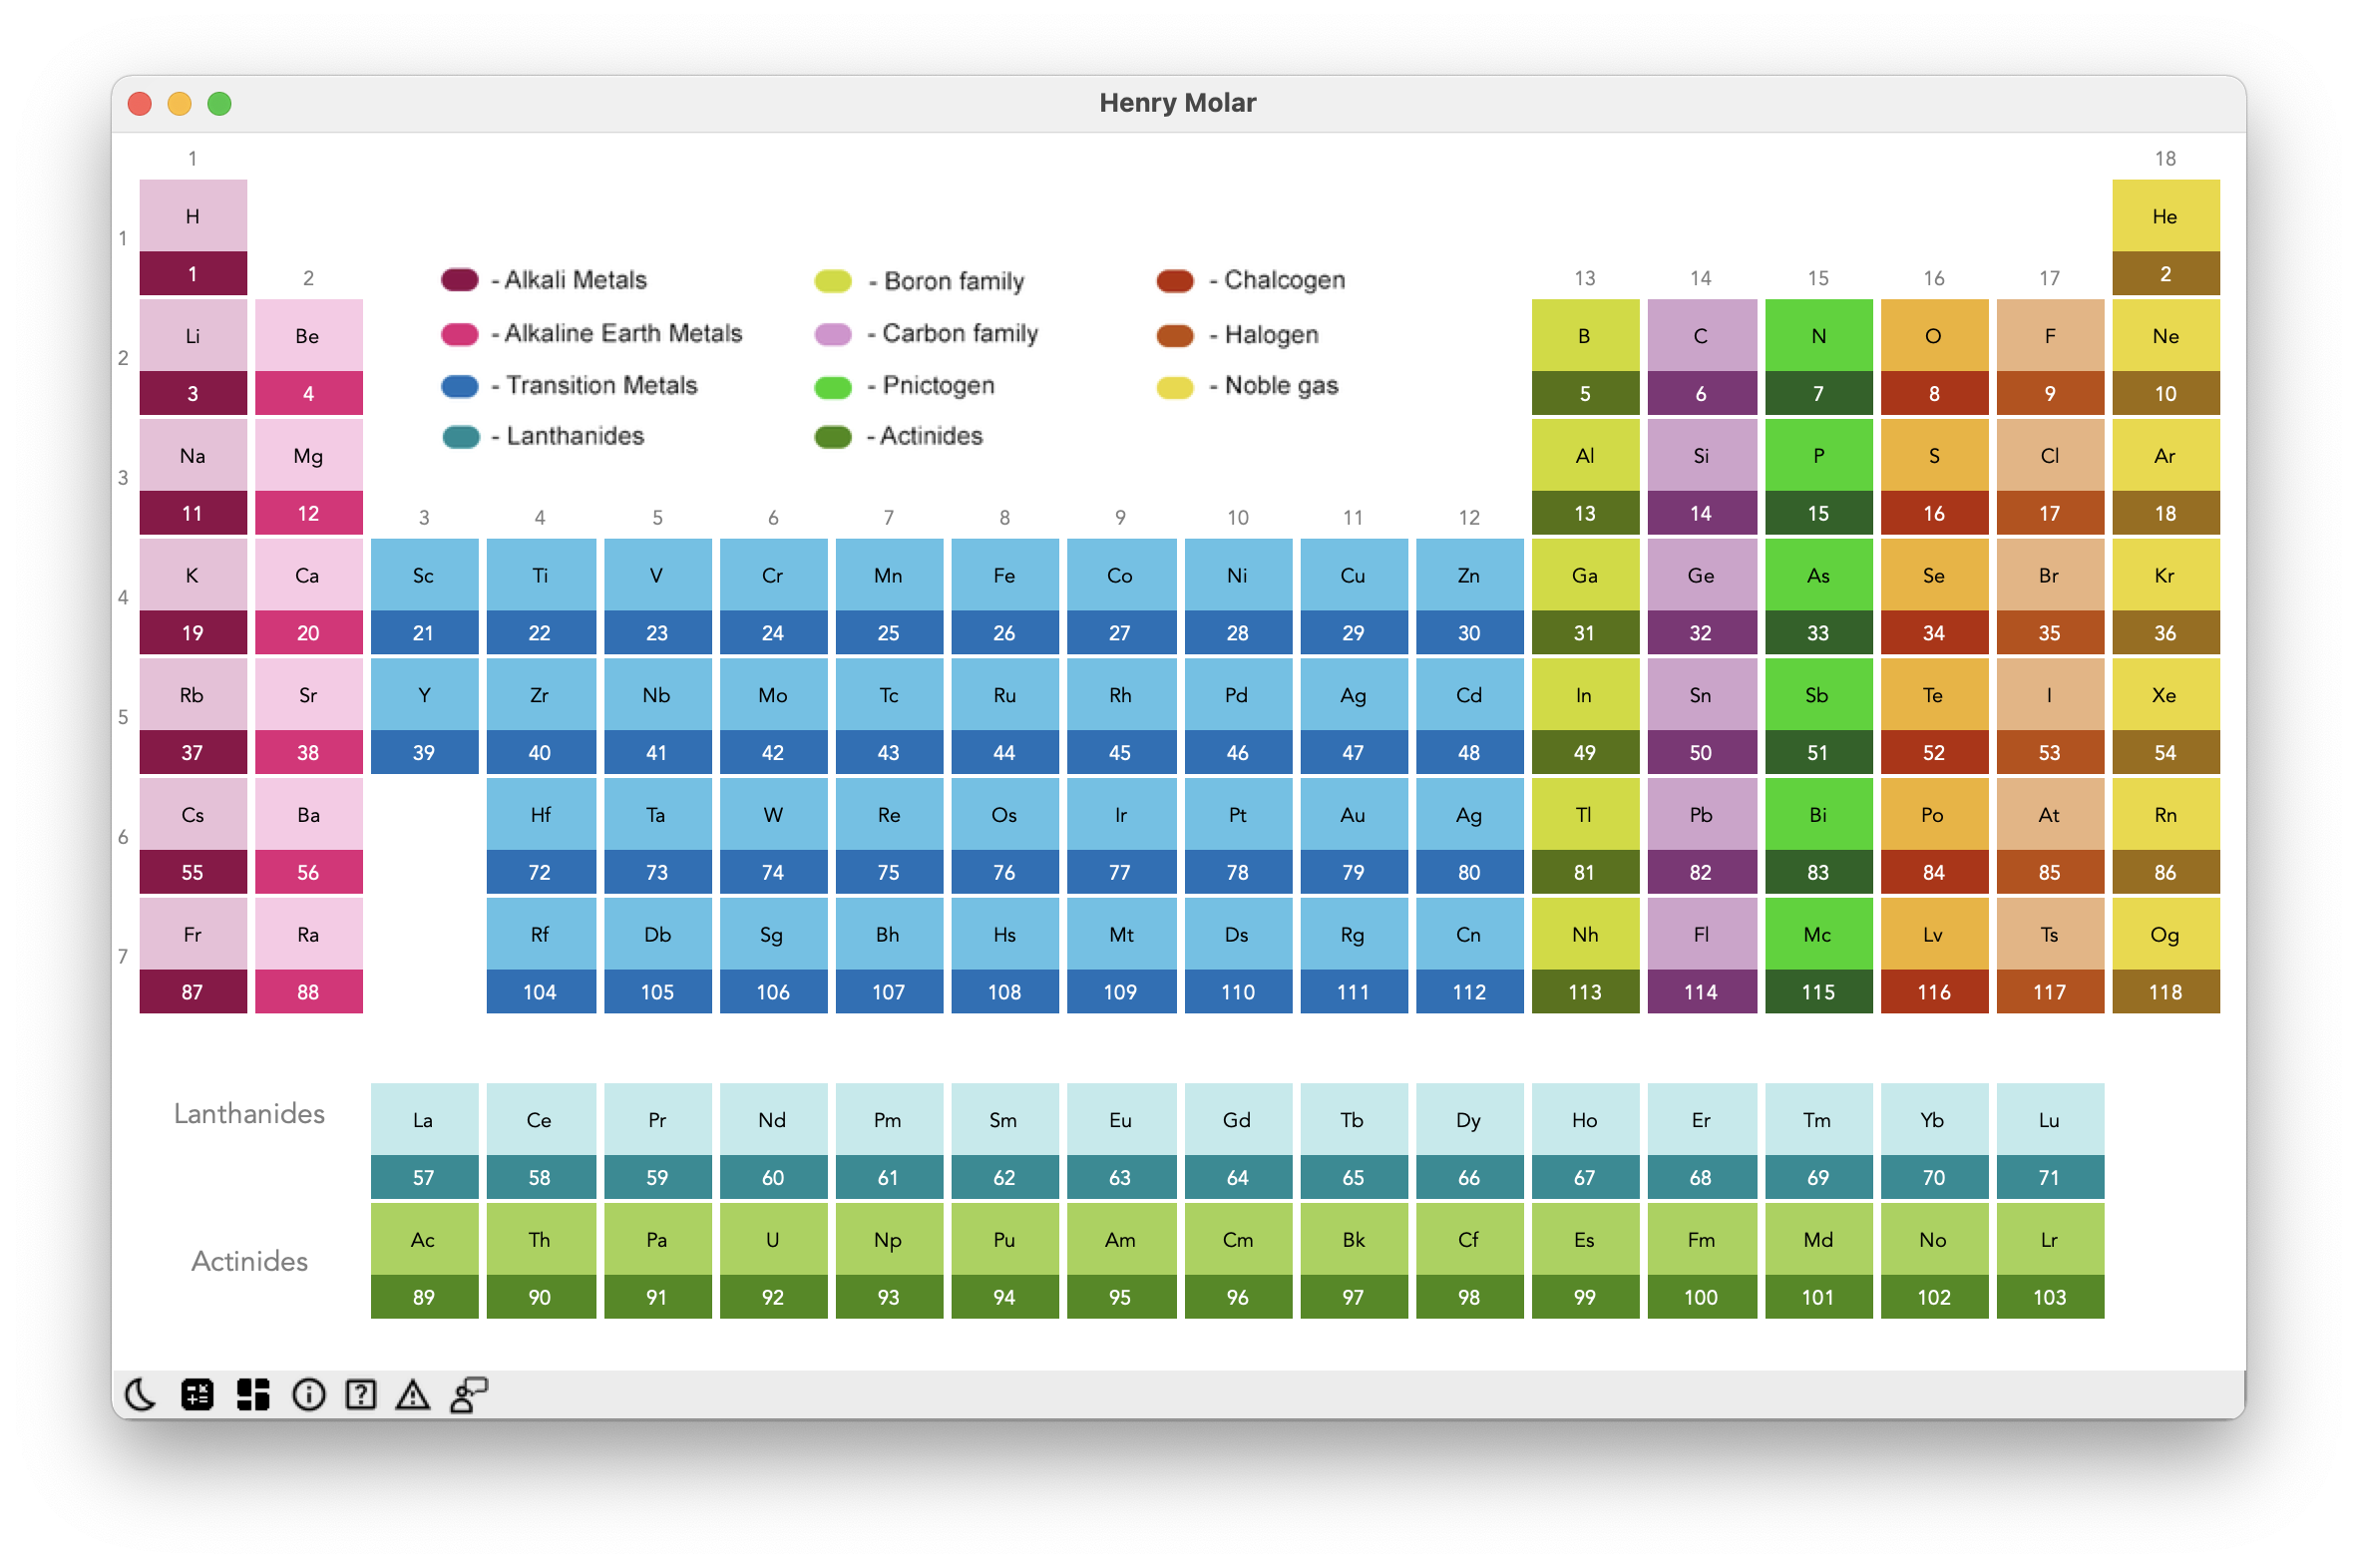 Henry Molar
1 18
H He
1
1 2
2 13 14 15 16 17
- Alkali Metals - Boron family - Chalcogen
- Alkaline Earth Metals - Carbon family - Halogen
- Transition Metals - Pnictogen - Noble gas
- Lanthanides - Actinides
Li Be B C N O F Ne
2
3 4 5 6 7 8 9 10
Na Mg Al Si P S Cl Ar
3
11 12 13 14 15 16 17 18
3 4 5 6 7 8 9 10 11 12
K Ca Sc Ti V Cr Mn Fe Co Ni Cu Zn Ga Ge As Se Br Kr
4
19 20 21 22 23 24 25 26 27 28 29 30 31 32 33 34 35 36
Rb Sr Y Zr Nb Mo Tc Ru Rh Pd Ag Cd In Sn Sb Te I Xe
5
37 38 39 40 41 42 43 44 45 46 47 48 49 50 51 52 53 54
Cs Ba Hf Ta W Re Os Ir Pt Au Ag Tl Pb Bi Po At Rn
6
55 56 72 73 74 75 76 77 78 79 80 81 82 83 84 85 86
Fr Ra Rf Db Sg Bh Hs Mt Ds Rg Cn Nh Fl Mc Lv Ts Og
7
87 88 104 105 106 107 108 109 110 111 112 113 114 115 116 117 118
Lanthanides La Ce Pr Nd Pm Sm Eu Gd Tb Dy Ho Er Tm Yb Lu
57 58 59 60 61 62 63 64 65 66 67 68 69 70 71
Actinides Ac Th Pa U Np Pu Am Cm Bk Cf Es Fm Md No Lr
89 90 91 92 93 94 95 96 97 98 99 100 101 102 103